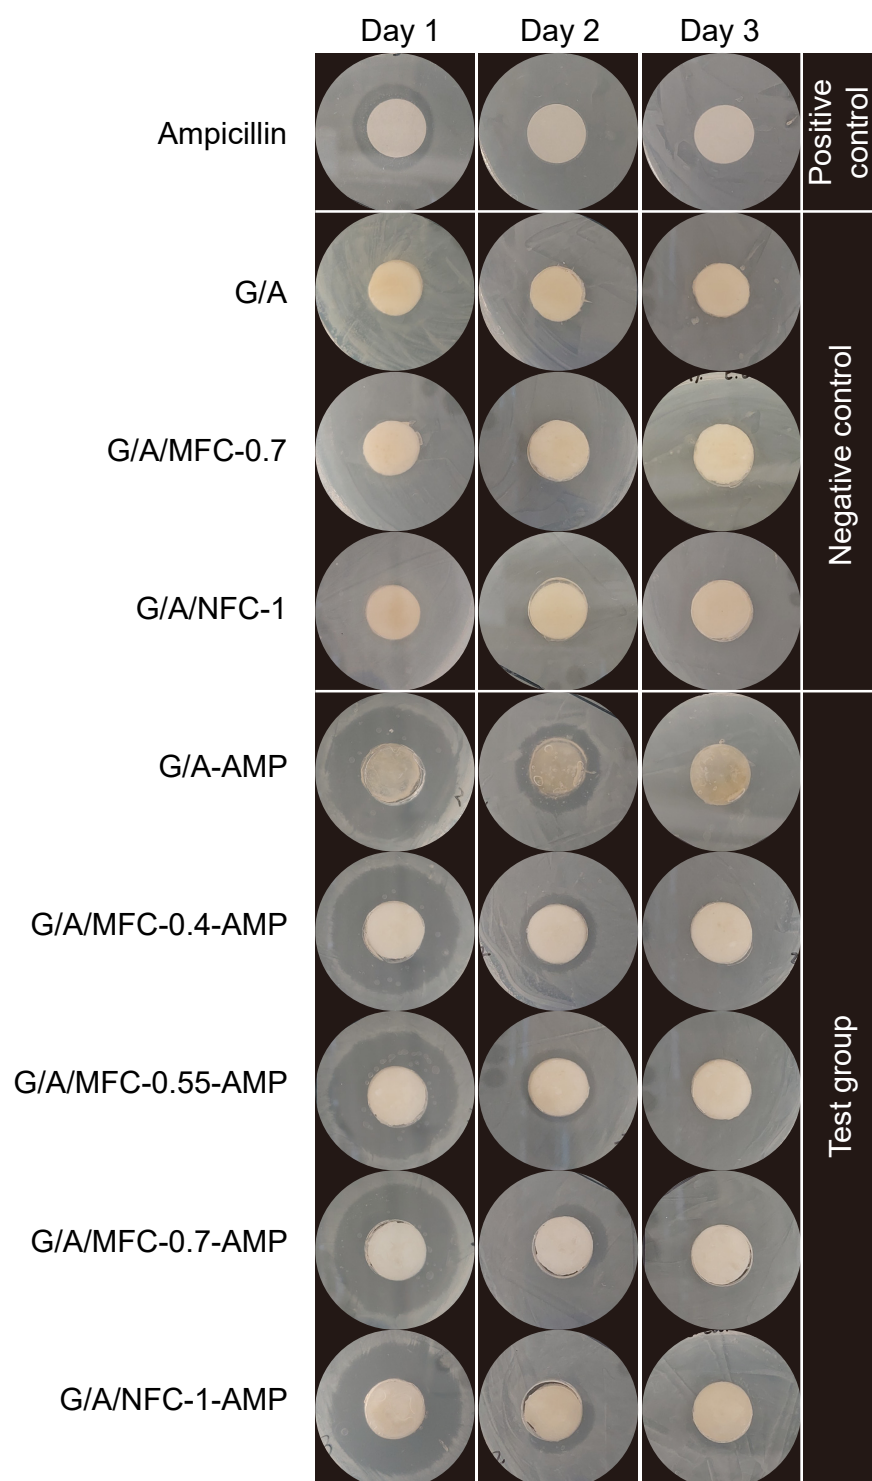 Day 1 Day 2 Day 3
Ampicillin
Positive
control
G/A
G/A/MFC-0.7
G/A/NFC-1
Negative control
G/A-AMP
G/A/MFC-0.4-AMP
G/A/MFC-0.55-AMP
G/A/MFC-0.7-AMP
G/A/NFC-1-AMP
Test group